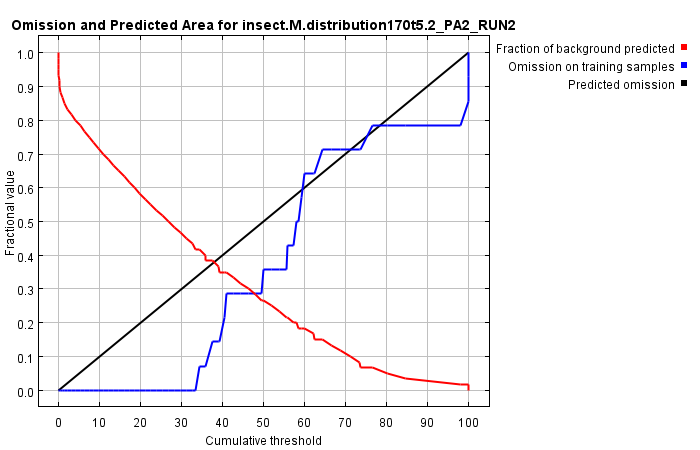 Omission and Predicted Area for insect.M.distribution170t5.2_PA2_RUN2
Fraction of background predicted
Omission on training samples
Predicted omission
Fractional value
1.0
0.9
0.8
0.7
0.6
0.5
0.4
0.3
0.2
0.1
0.0
0 10 20 30 40 50 60 70 80 90 100
Cumulative threshold